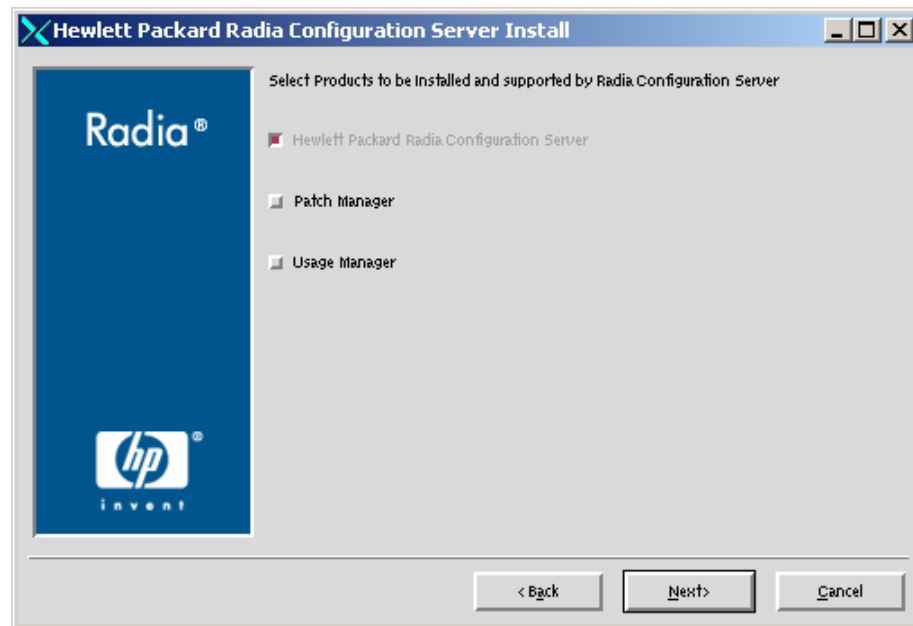 Hewlett Packard Radia Configuration Server Install
Select Products to be Installed and supported by Radia Configuration Server
Radia®
Hewlett Packard Radia Configuration Server
Patch Manager
Usage Manager
hp®
invent
< Back
Next>
Cancel